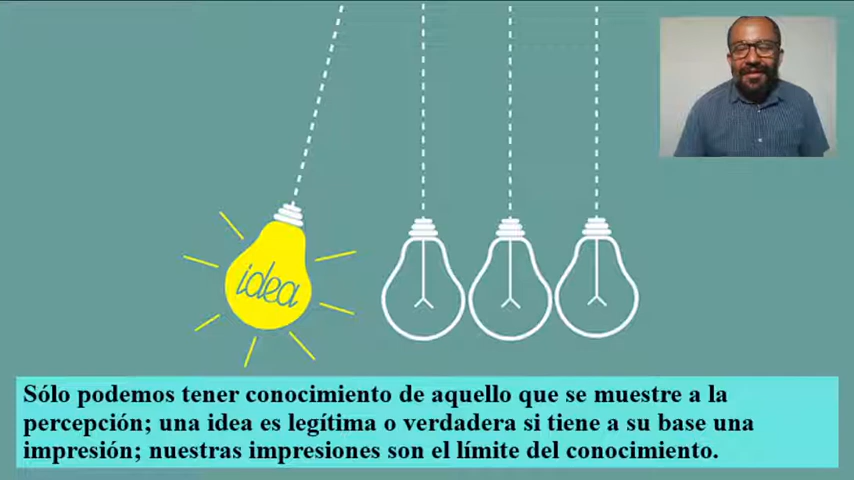 idea
Sólo podemos tener conocimiento de aquello que se muestre a la
percepción; una idea es legítima o verdadera si tiene a su base una
impresión; nuestras impresiones son el límite del conocimiento.